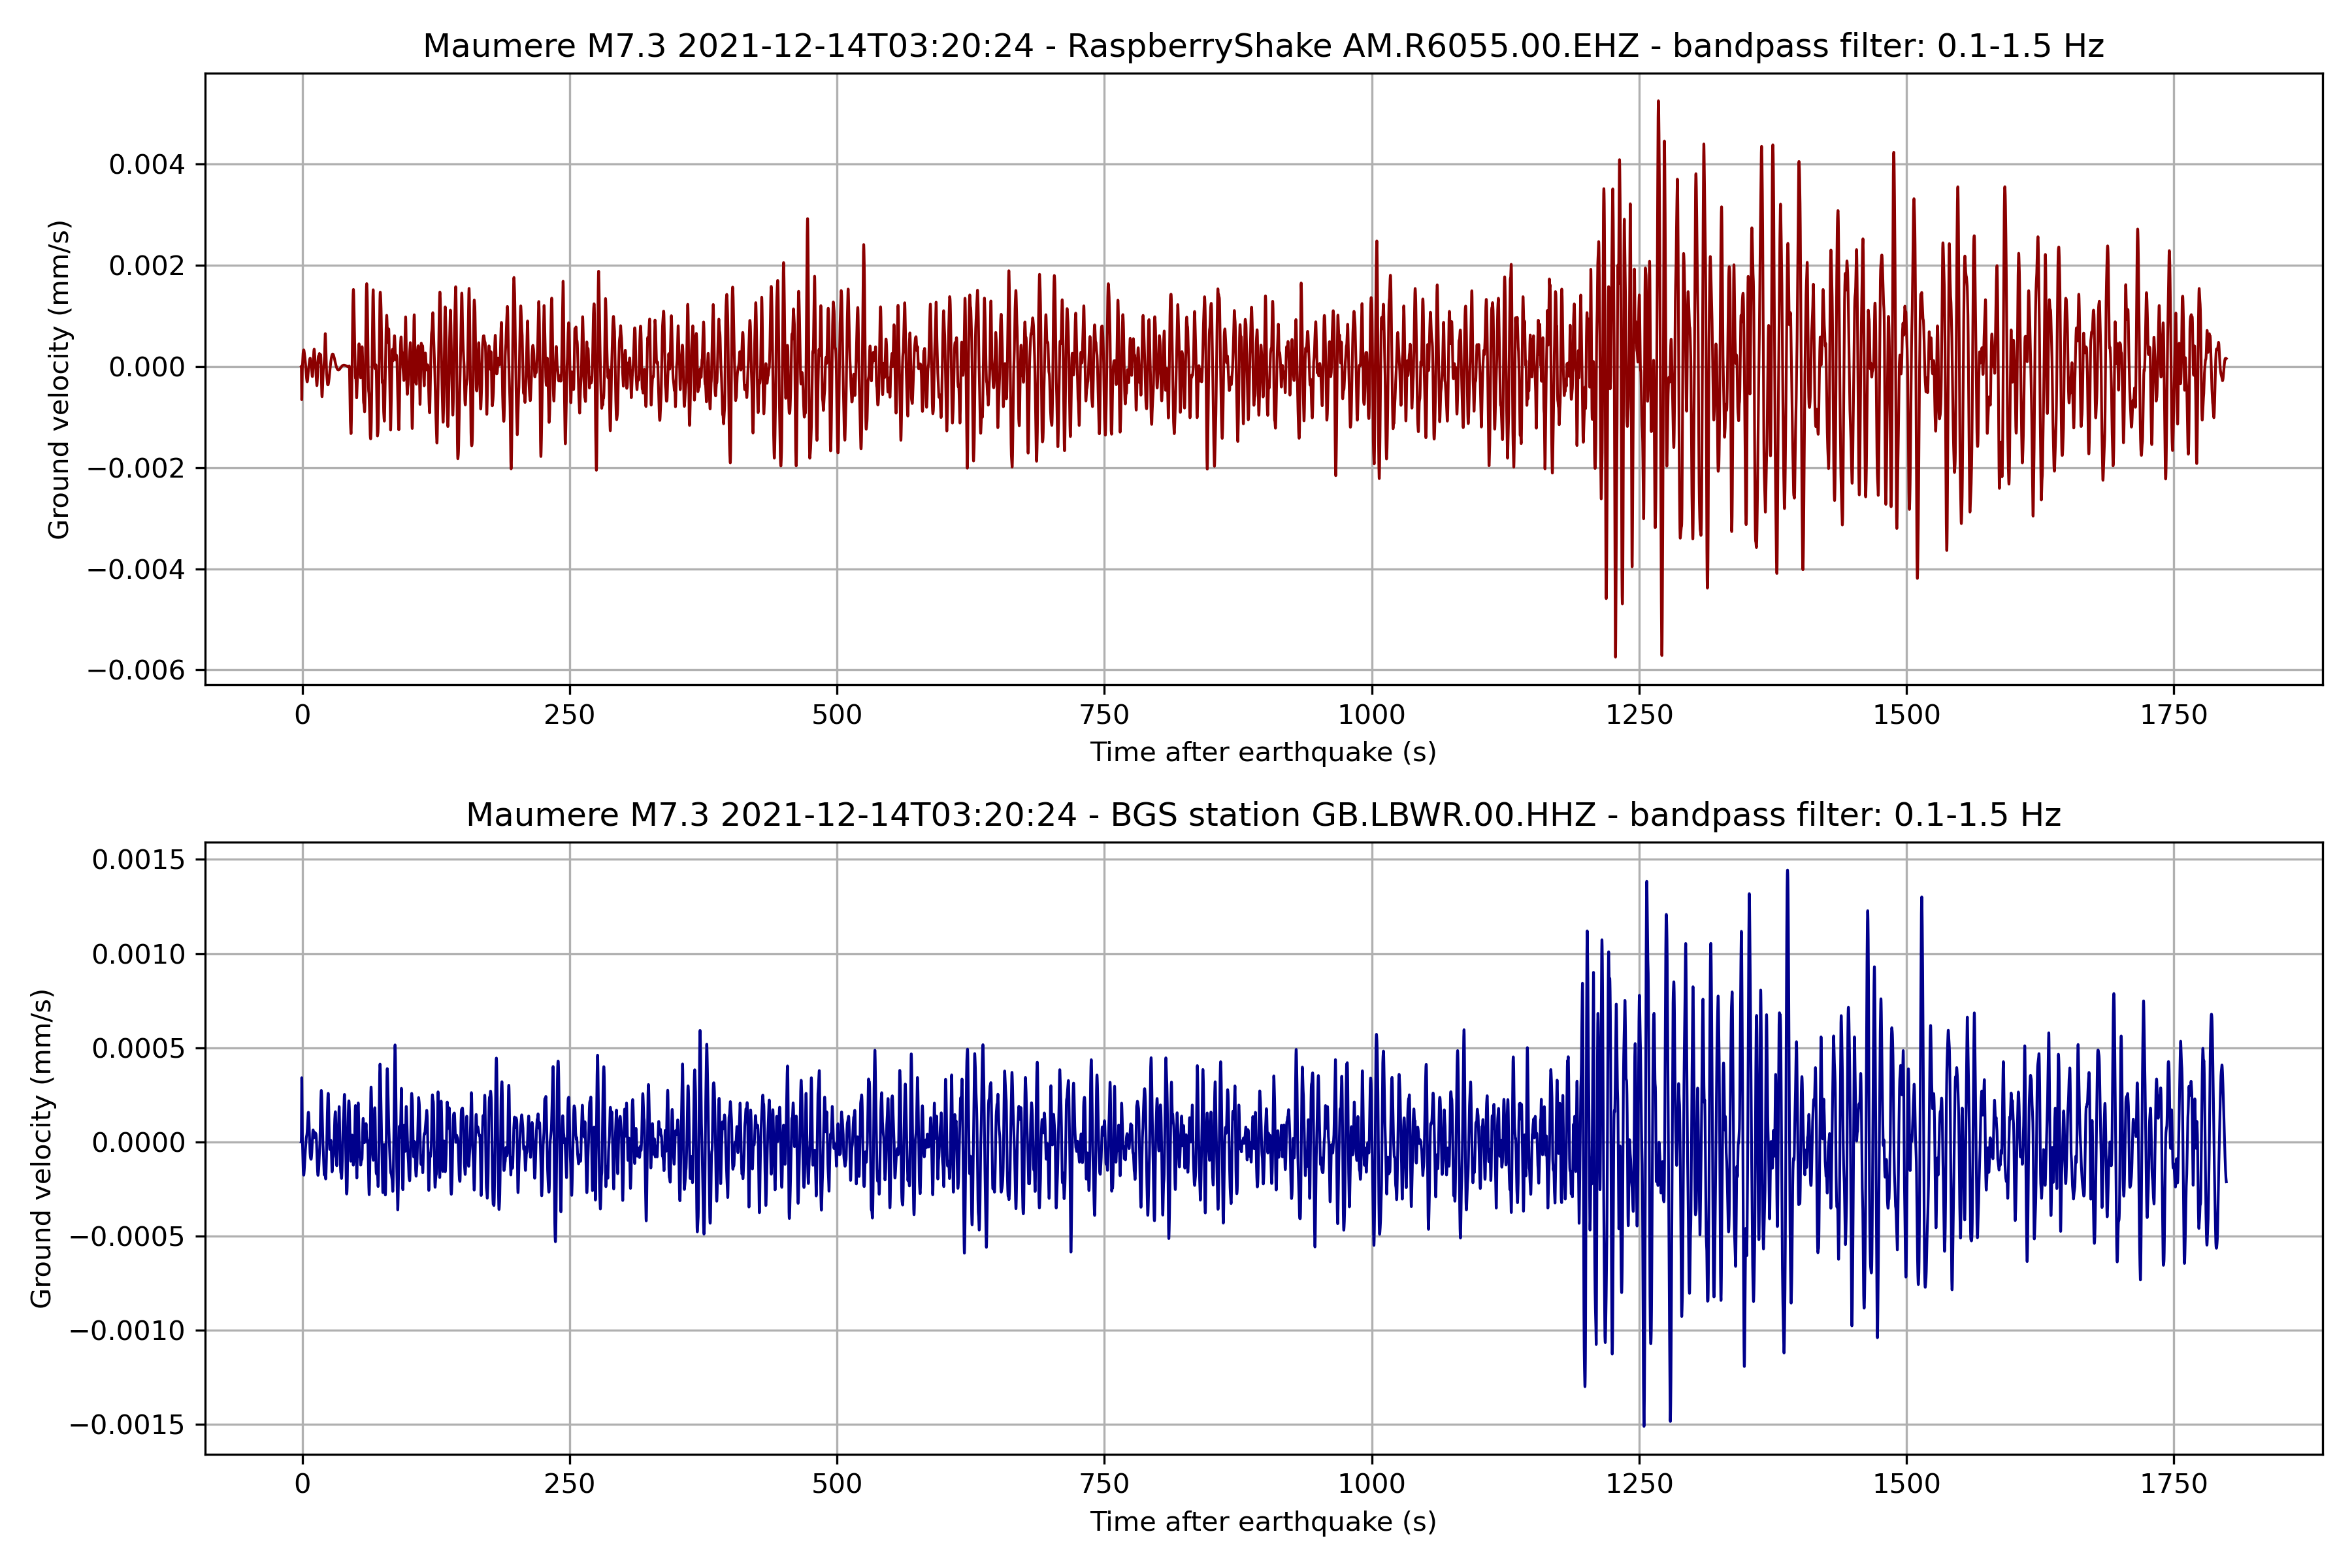 Maumere M7.3 2021-12-14T03:20:24 - RaspberryShake AM.R6055.00.EHZ - bandpass filter: 0.1-1.5 Hz
Ground velocity (mm/s)
0.004
0.002
0.000
−0.002
−0.004
−0.006
0 250 500 750 1000 1250 1500 1750
Time after earthquake (s)
Maumere M7.3 2021-12-14T03:20:24 - BGS station GB.LBWR.00.HHZ - bandpass filter: 0.1-1.5 Hz
Ground velocity (mm/s)
0.0015
0.0010
0.0005
0.0000
−0.0005
−0.0010
−0.0015
0 250 500 750 1000 1250 1500 1750
Time after earthquake (s)